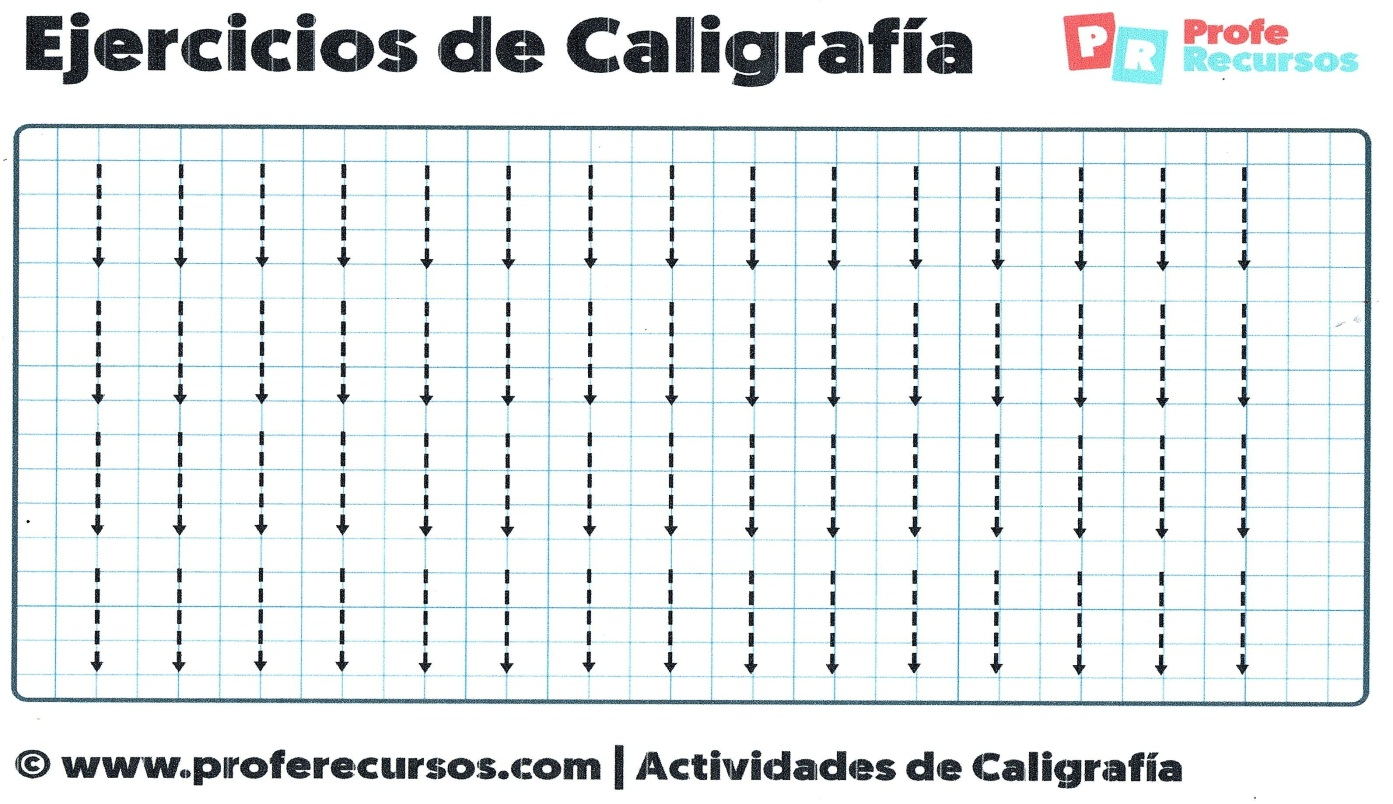 Ejercicios de Caligrafía
PR Profe
Recursos
© www.proferecursos.com | Actividades de Caligrafía